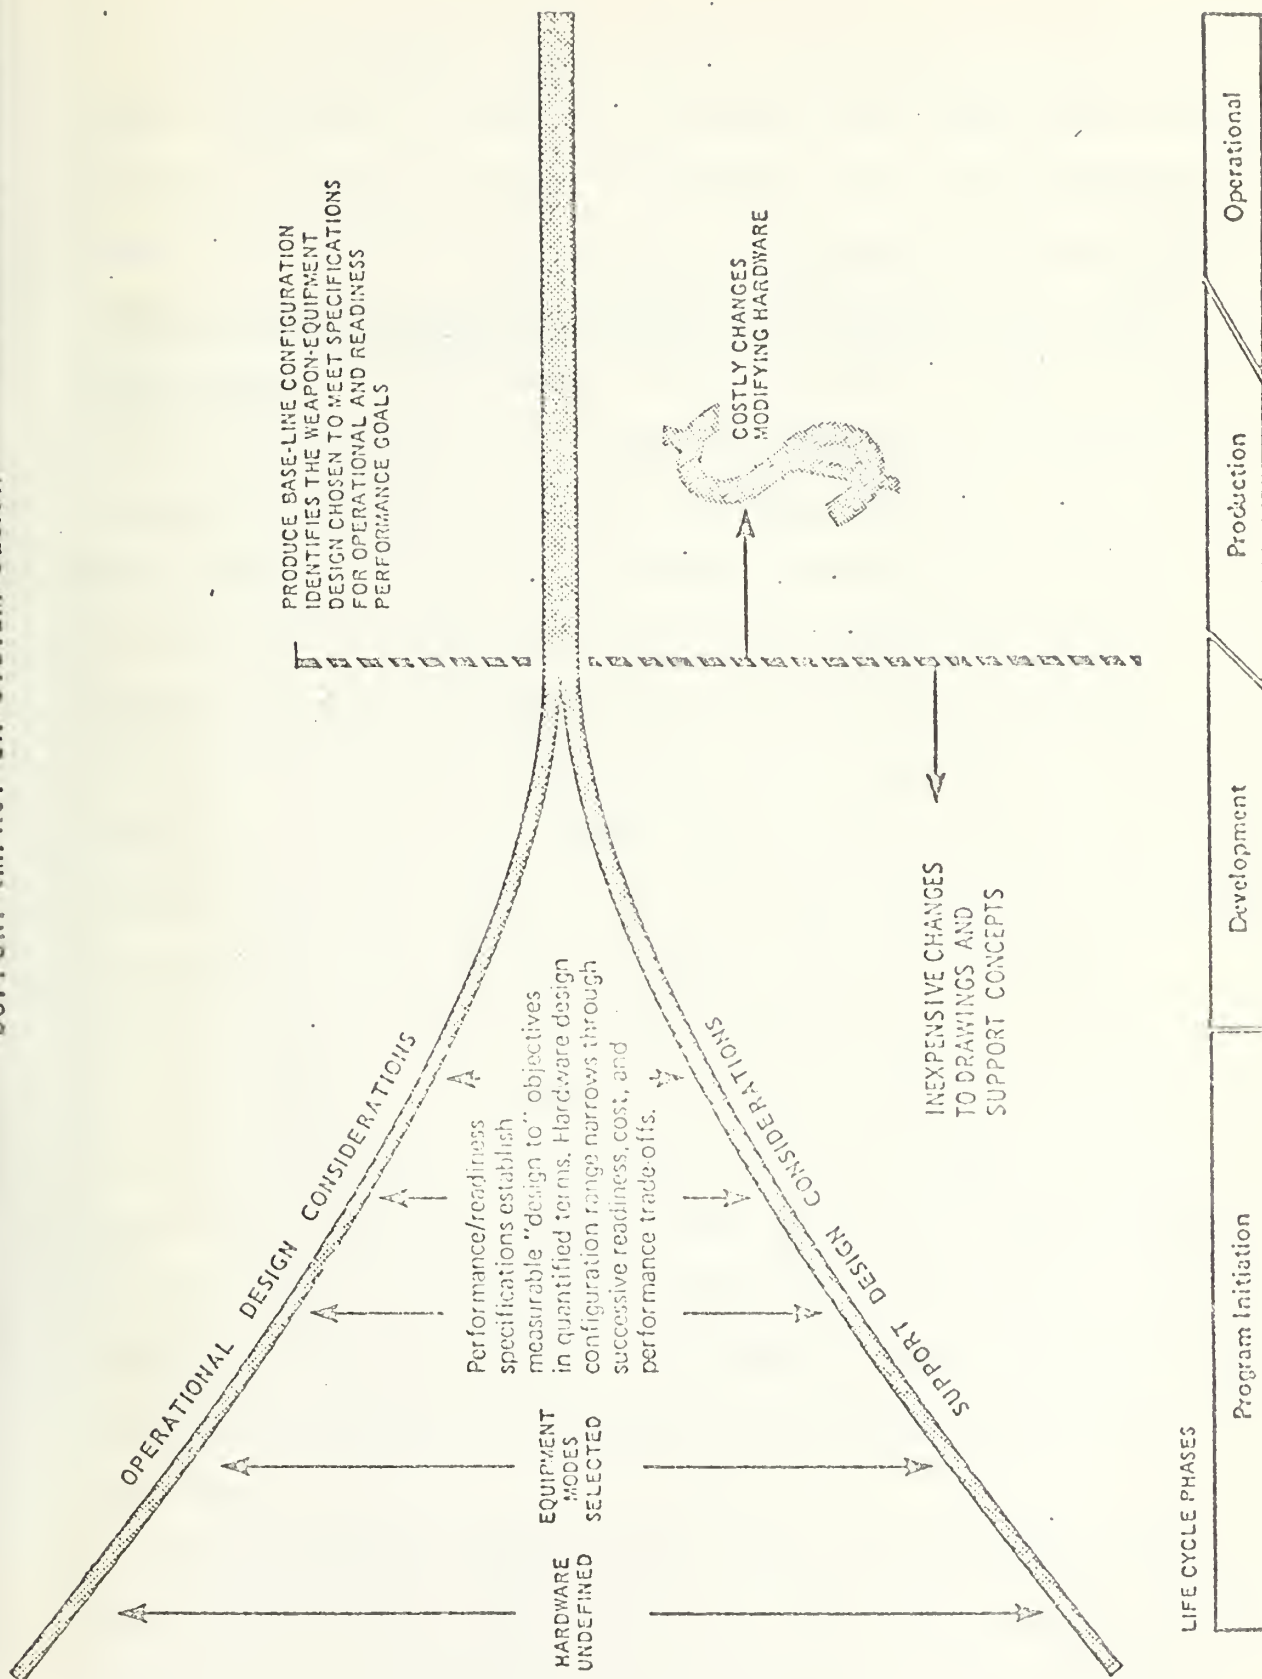 PRODUCE BASE-LINE CONFIGURATION
IDENTIFIES THE WEAPON-EQUIPMENT
DESIGN CHOSEN TO MEET SPECIFICATIONS
FOR OPERATIONAL AND READINESS
PERFORMANCE GOALS
OPERATIONAL DESIGN CONSIDERATIONS
HARDWARE
UNDEFINED
EQUIPMENT
MODES
SELECTED
Performance/readiness
specifications establish
measurable "design to" objectives
in quantified terms. Hardware design
configuration range narrows through
successive readiness, cost, and
performance trade-offs.
SUPPORT DESIGN CONSIDERATIONS
COSTLY CHANGES
MODIFYING HARDWARE
INEXPENSIVE CHANGES
TO DRAWINGS AND
SUPPORT CONCEPTS
LIFE CYCLE PHASES
Program Initiation
Development
Production
Operational